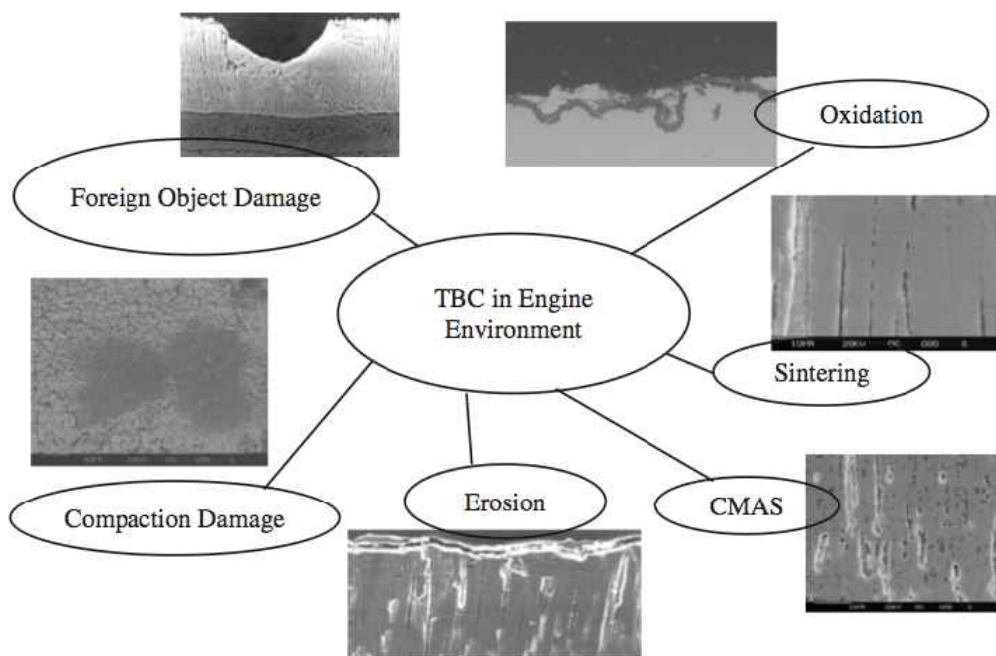 Oxidation
Foreign Object Damage
TBC in Engine
Environment
Sintering
Erosion
CMAS
Compaction Damage